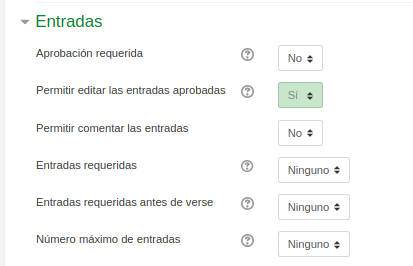 Entradas
Aprobación requerida No
Permitir editar las entradas aprobadas Sí
Permitir comentar las entradas No
Entradas requeridas Ninguno
Entradas requeridas antes de verse Ninguno
Número máximo de entradas Ninguno